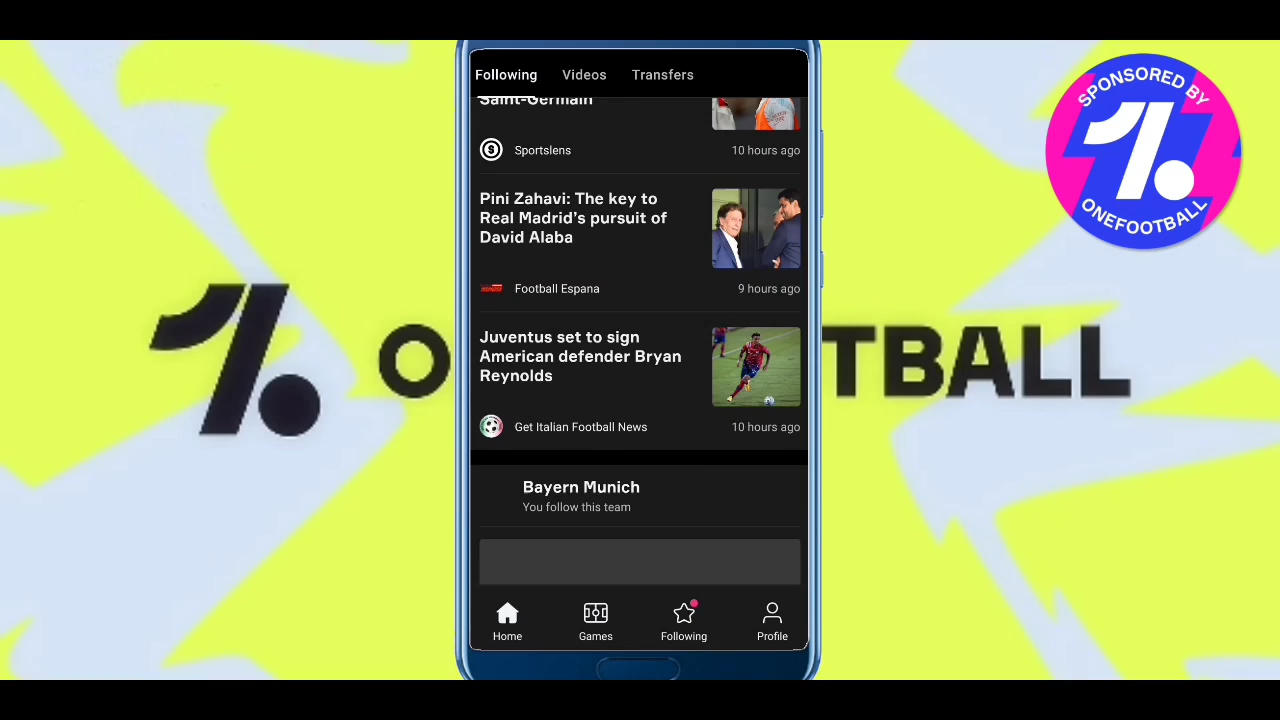 Following Videos Transfers
Saint-Germain
Sportslens 10 hours ago
Pini Zahavi: The key to
Real Madrid's pursuit of
David Alaba
Football Espana 9 hours ago
Juventus set to sign
American defender Bryan
Reynolds
Get Italian Football News 10 hours ago
Bayern Munich
You follow this team
Home Games Following Profile
SPONSORED BY
ONEFOOTBALL
O TBALL